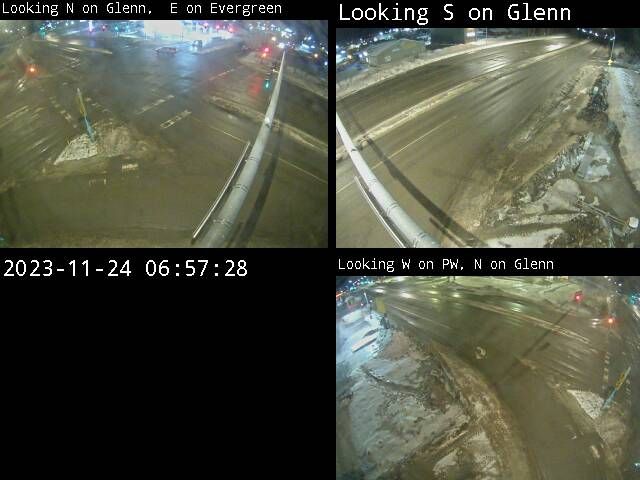 Looking N on Glenn,  E on Evergreen
Looking S on Glenn
2023-11-24 06:57:28
Looking W on PW, N on Glenn